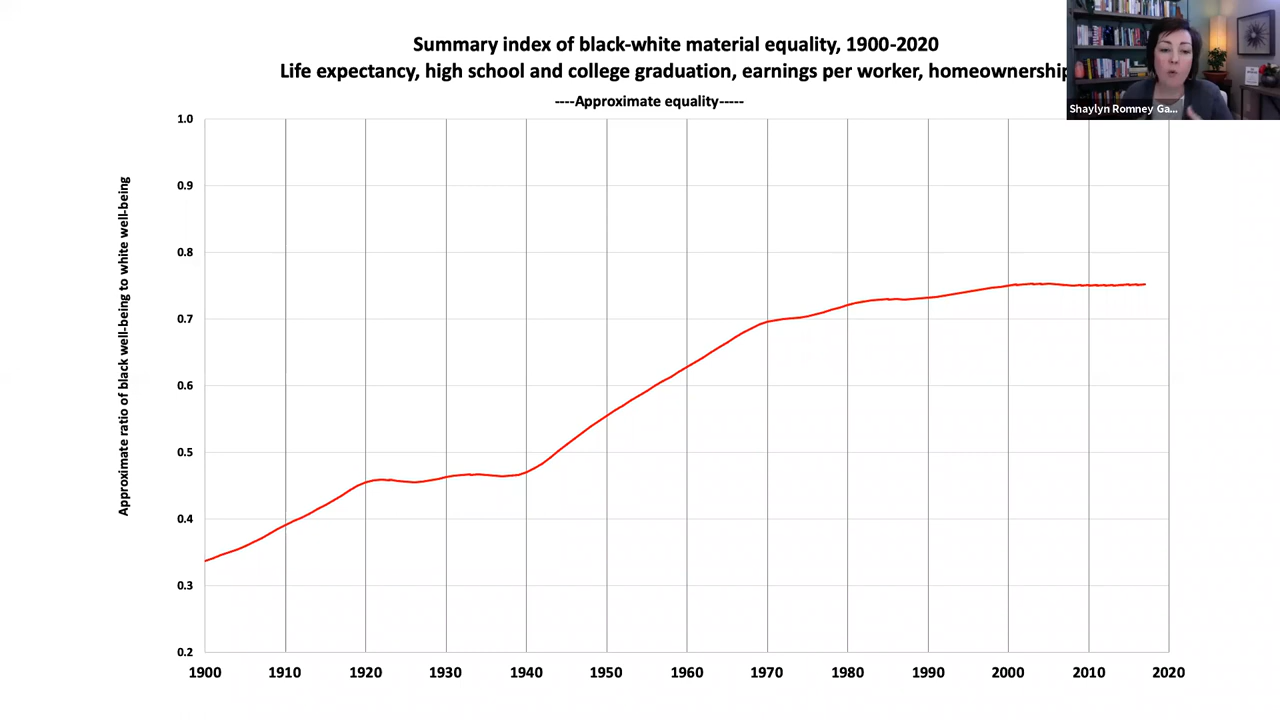 Summary index of black-white material equality, 1900-2020
Life expectancy, high school and college graduation, earnings per worker, homeownership
----Approximate equality-----
Shaylyn Romney Ga...
Approximate ratio of black well-being to white well-being
1.0
0.9
0.8
0.7
0.6
0.5
0.4
0.3
0.2
1900 1910 1920 1930 1940 1950 1960 1970 1980 1990 2000 2010 2020